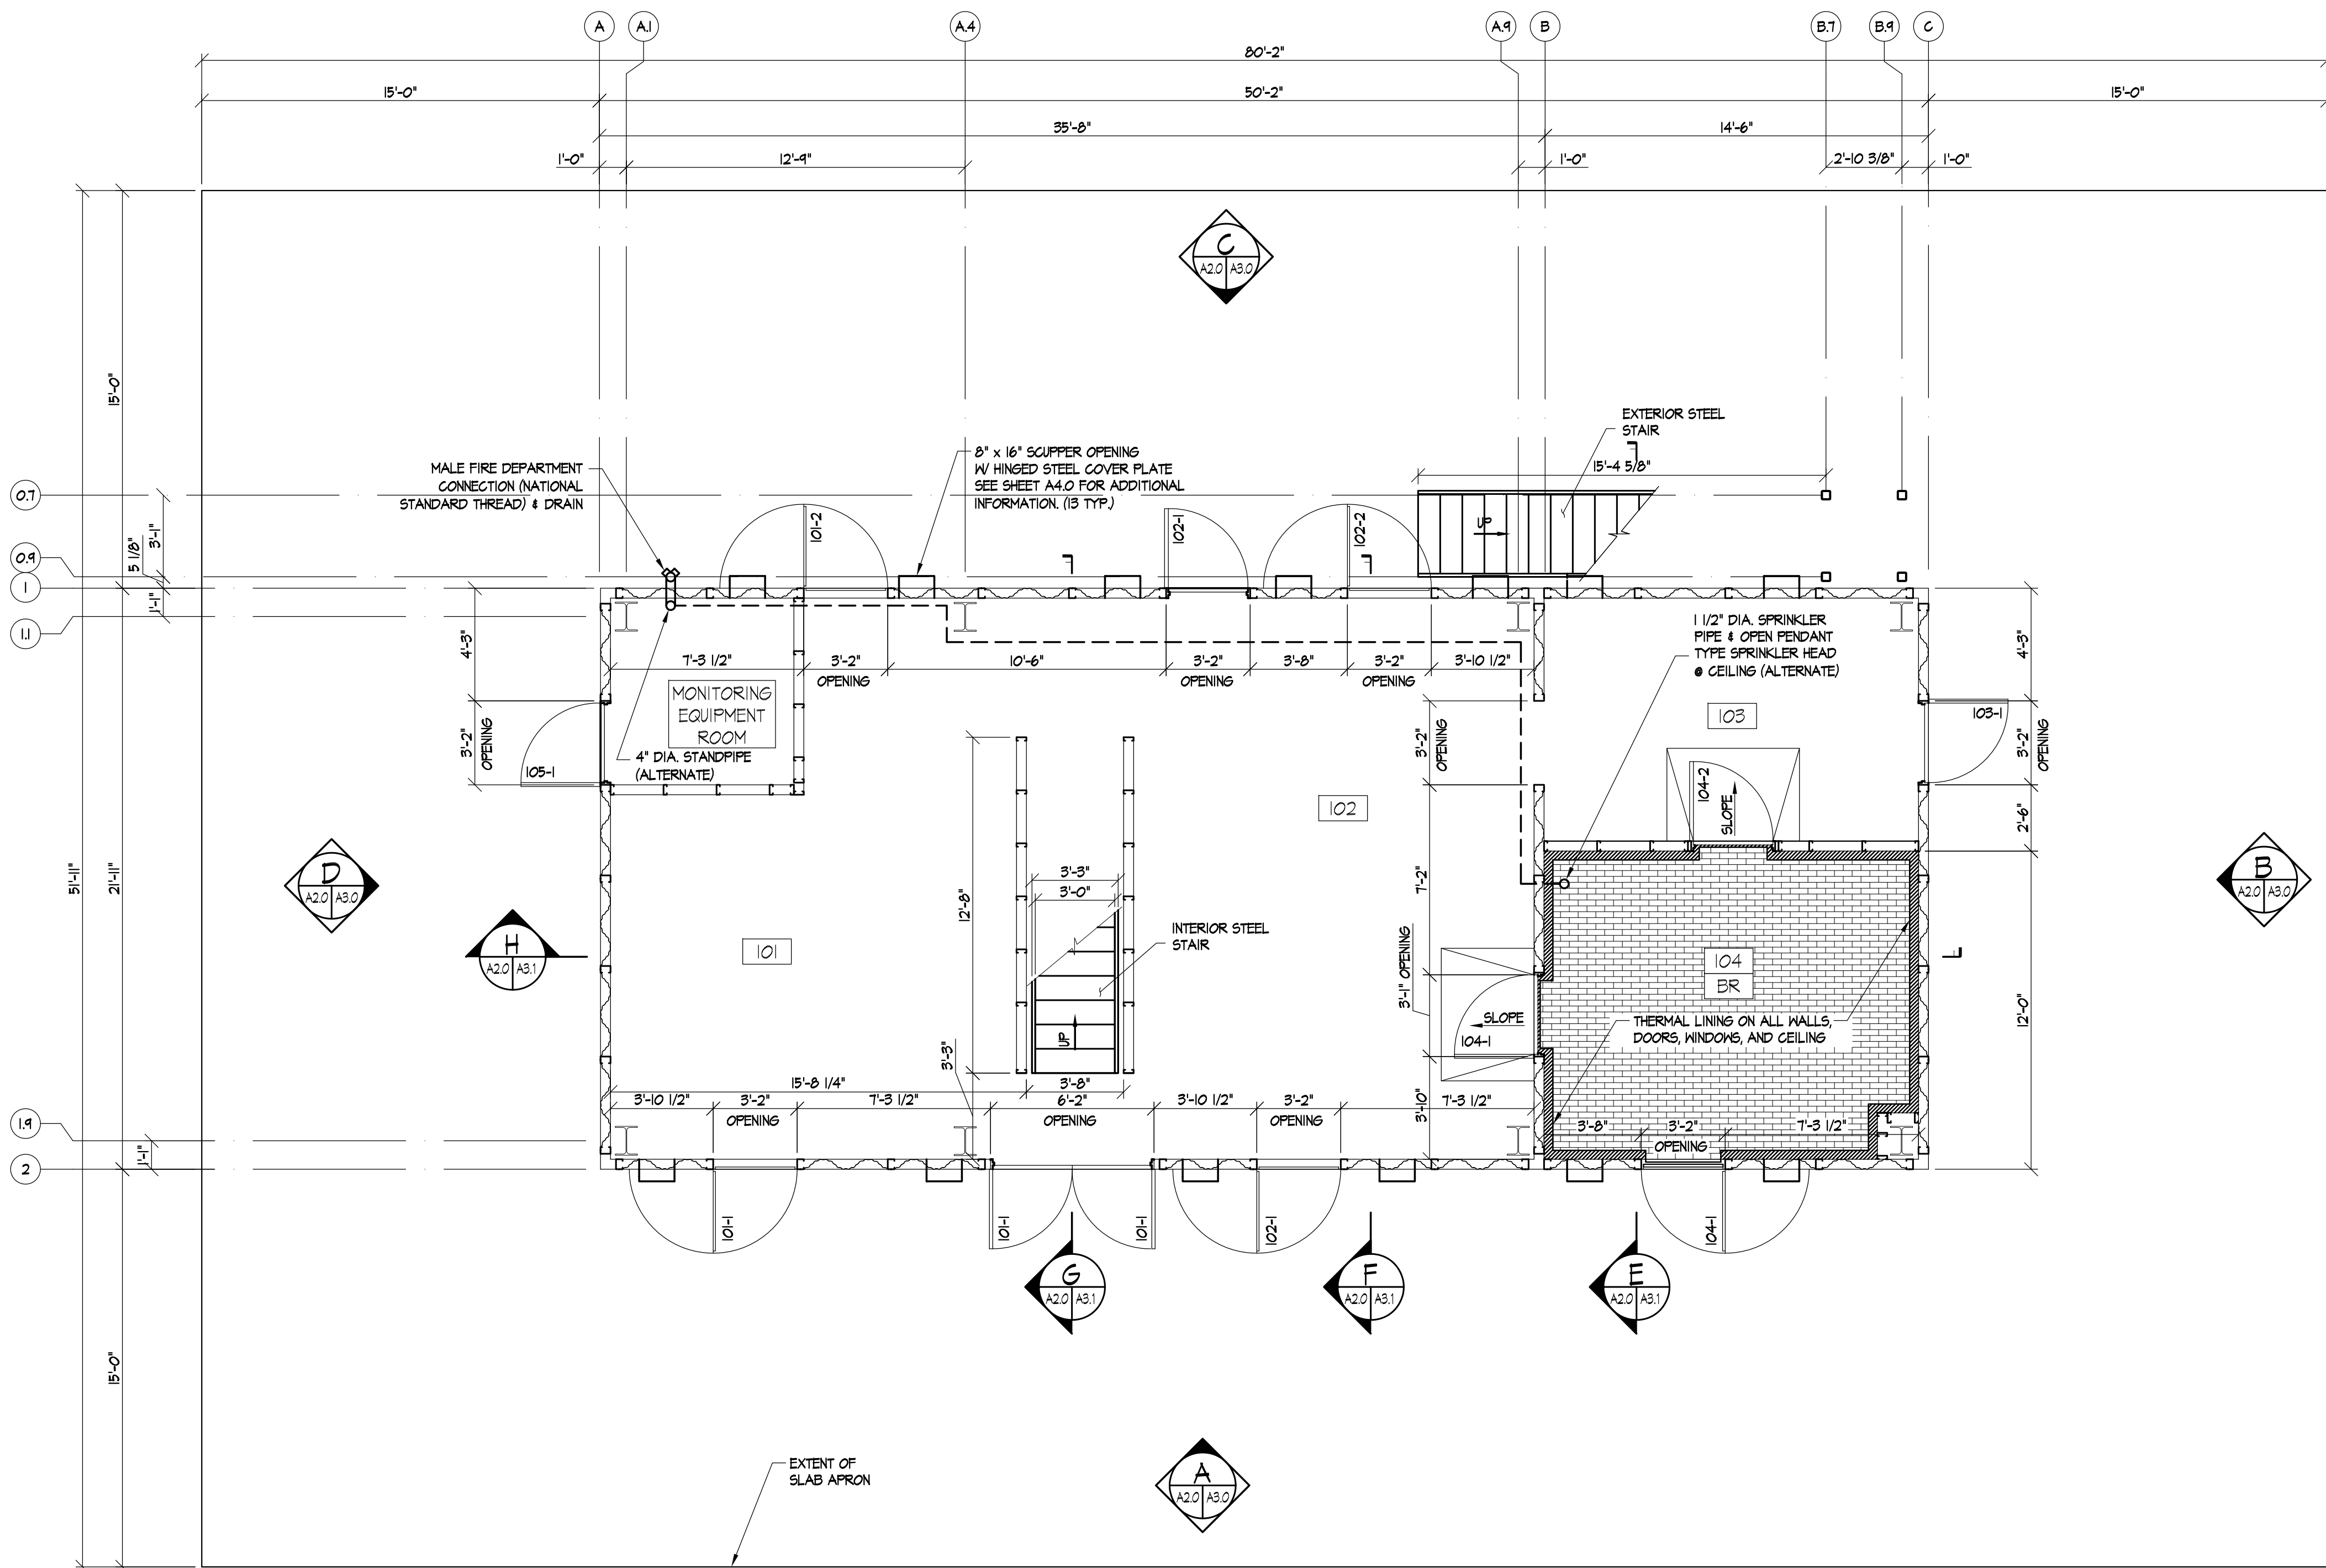 A
A.1
A.4
A.9
B
B.7
B.9
C
80'-2"
15'-0"
50'-2"
15'-0"
35'-8"
14'-6"
1'-0"
12'-9"
1'-0"
2'-10 3/8"
1'-0"
C
A2.0 A3.0
15'-0"
EXTERIOR STEEL
STAIR
F
15'-4 5/8"
MALE FIRE DEPARTMENT
CONNECTION (NATIONAL
STANDARD THREAD) & DRAIN
8" x 16" SCUPPER OPENING
W/ HINGED STEEL COVER PLATE
SEE SHEET A4.0 FOR ADDITIONAL
INFORMATION. (13 TYP.)
0.7
0.9
1
1.1
3'-1"
5 1/8"
1'-1"
101-2
102-1
102-2
UP
F
F
1 1/2" DIA. SPRINKLER
PIPE & OPEN PENDANT
TYPE SPRINKLER HEAD
@ CEILING (ALTERNATE)
4'-3"
4'-3"
7'-3 1/2"
3'-2"
OPENING
10'-6"
3'-2"
OPENING
3'-8"
3'-2"
OPENING
3'-10 1/2"
MONITORING
EQUIPMENT
ROOM
4" DIA. STANDPIPE
(ALTERNATE)
3'-2"
OPENING
105-1
3'-2"
OPENING
103
103-1
3'-2"
OPENING
104-2
SLOPE
102
2'-6"
51'-11"
21'-11"
D
A2.0 A3.0
H
A2.0 A3.1
101
12'-8"
3'-3"
3'-0"
INTERIOR STEEL
STAIR
UP
3'-3"
7'-2"
3'-1" OPENING
SLOPE
104-1
3'-10"
104
BR
THERMAL LINING ON ALL WALLS,
DOORS, WINDOWS, AND CEILING
F
12'-0"
B
A2.0 A3.0
15'-8 1/4"
3'-8"
3'-10 1/2"
3'-2"
OPENING
7'-3 1/2"
6'-2"
OPENING
3'-10 1/2"
3'-2"
OPENING
7'-3 1/2"
3'-8"
3'-2"
OPENING
7'-3 1/2"
1.9
2
1'-1"
101-1
101-1
101-1
102-1
104-1
G
A2.0 A3.1
F
A2.0 A3.1
E
A2.0 A3.1
15'-0"
EXTENT OF
SLAB APRON
A
A2.0 A3.0